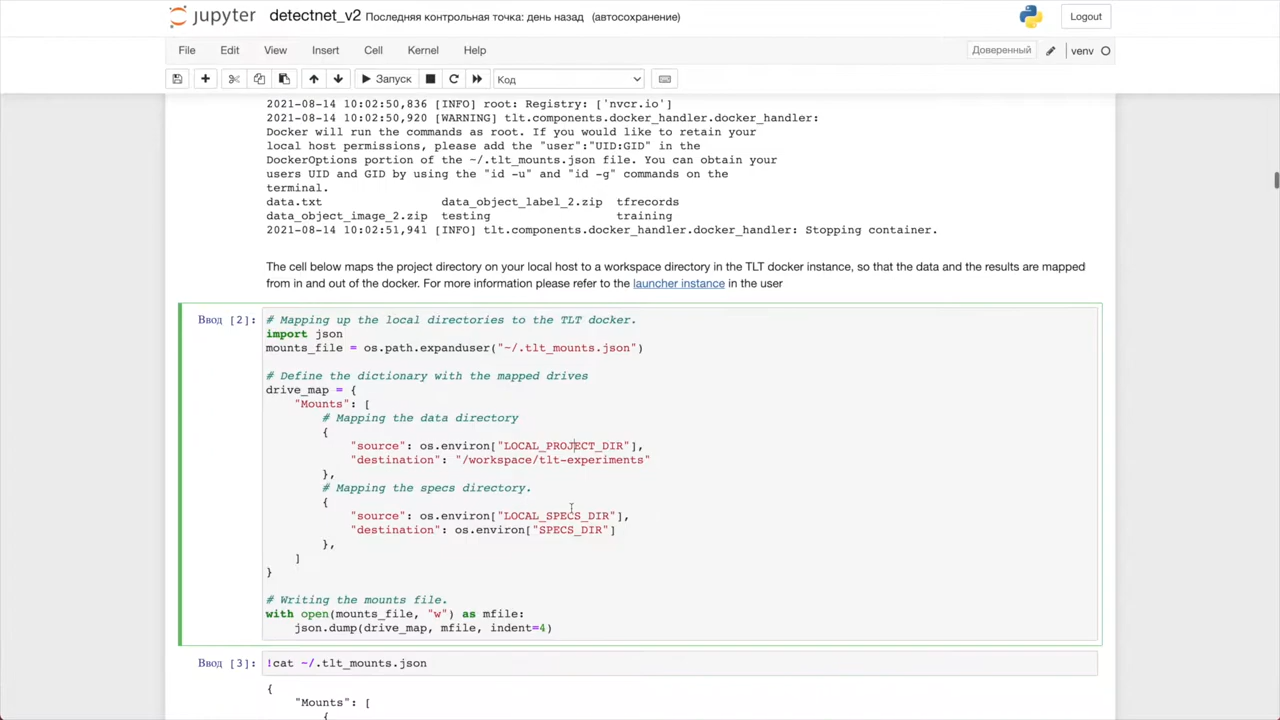 jupyter detectnet_v2 Последняя контрольная точка: день назад (автосохранение) Logout
File Edit View Insert Cell Kernel Help Доверенный venv
Запуск Код
2021-08-14 10:02:50,836 [INFO] root: Registry: ['nvcr.io']
2021-08-14 10:02:50,920 [WARNING] tlt.components.docker_handler.docker_handler:
Docker will run the commands as root. If you would like to retain your
local host permissions, please add the "user":"UID:GID" in the
DockerOptions portion of the ~/.tlt_mounts.json file. You can obtain your
users UID and GID by using the "id -u" and "id -g" commands on the
terminal.
data.txt data_object_label_2.zip tfrecords
data_object_image_2.zip testing training
2021-08-14 10:02:51,941 [INFO] tlt.components.docker_handler.docker_handler: Stopping container.
The cell below maps the project directory on your local host to a workspace directory in the TLT docker instance, so that the data and the results are mapped
from in and out of the docker. For more information please refer to the launcher instance in the user
Ввод [2]: # Mapping up the local directories to the TLT docker.
import json
mounts_file = os.path.expanduser("~/.tlt_mounts.json")
# Define the dictionary with the mapped drives
drive_map = {
"Mounts": [
# Mapping the data directory
{
"source": os.environ["LOCAL_PROJECT_DIR"],
"destination": "/workspace/tlt-experiments"
},
# Mapping the specs directory.
{
"source": os.environ["LOCAL_SPECS_DIR"],
"destination": os.environ["SPECS_DIR"]
},
]
}
# Writing the mounts file.
with open(mounts_file, "w") as mfile:
json.dump(drive_map, mfile, indent=4)
Ввод [3]: !cat ~/.tlt_mounts.json
{
"Mounts": [
{